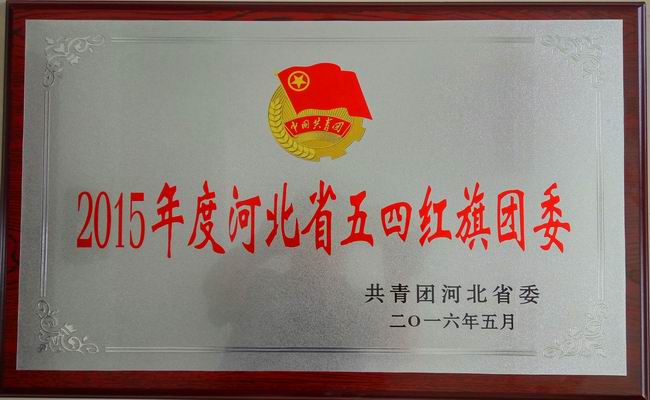 中国共青团
2015年度河北省五四红旗团委
共青团河北省委
二〇一六年五月